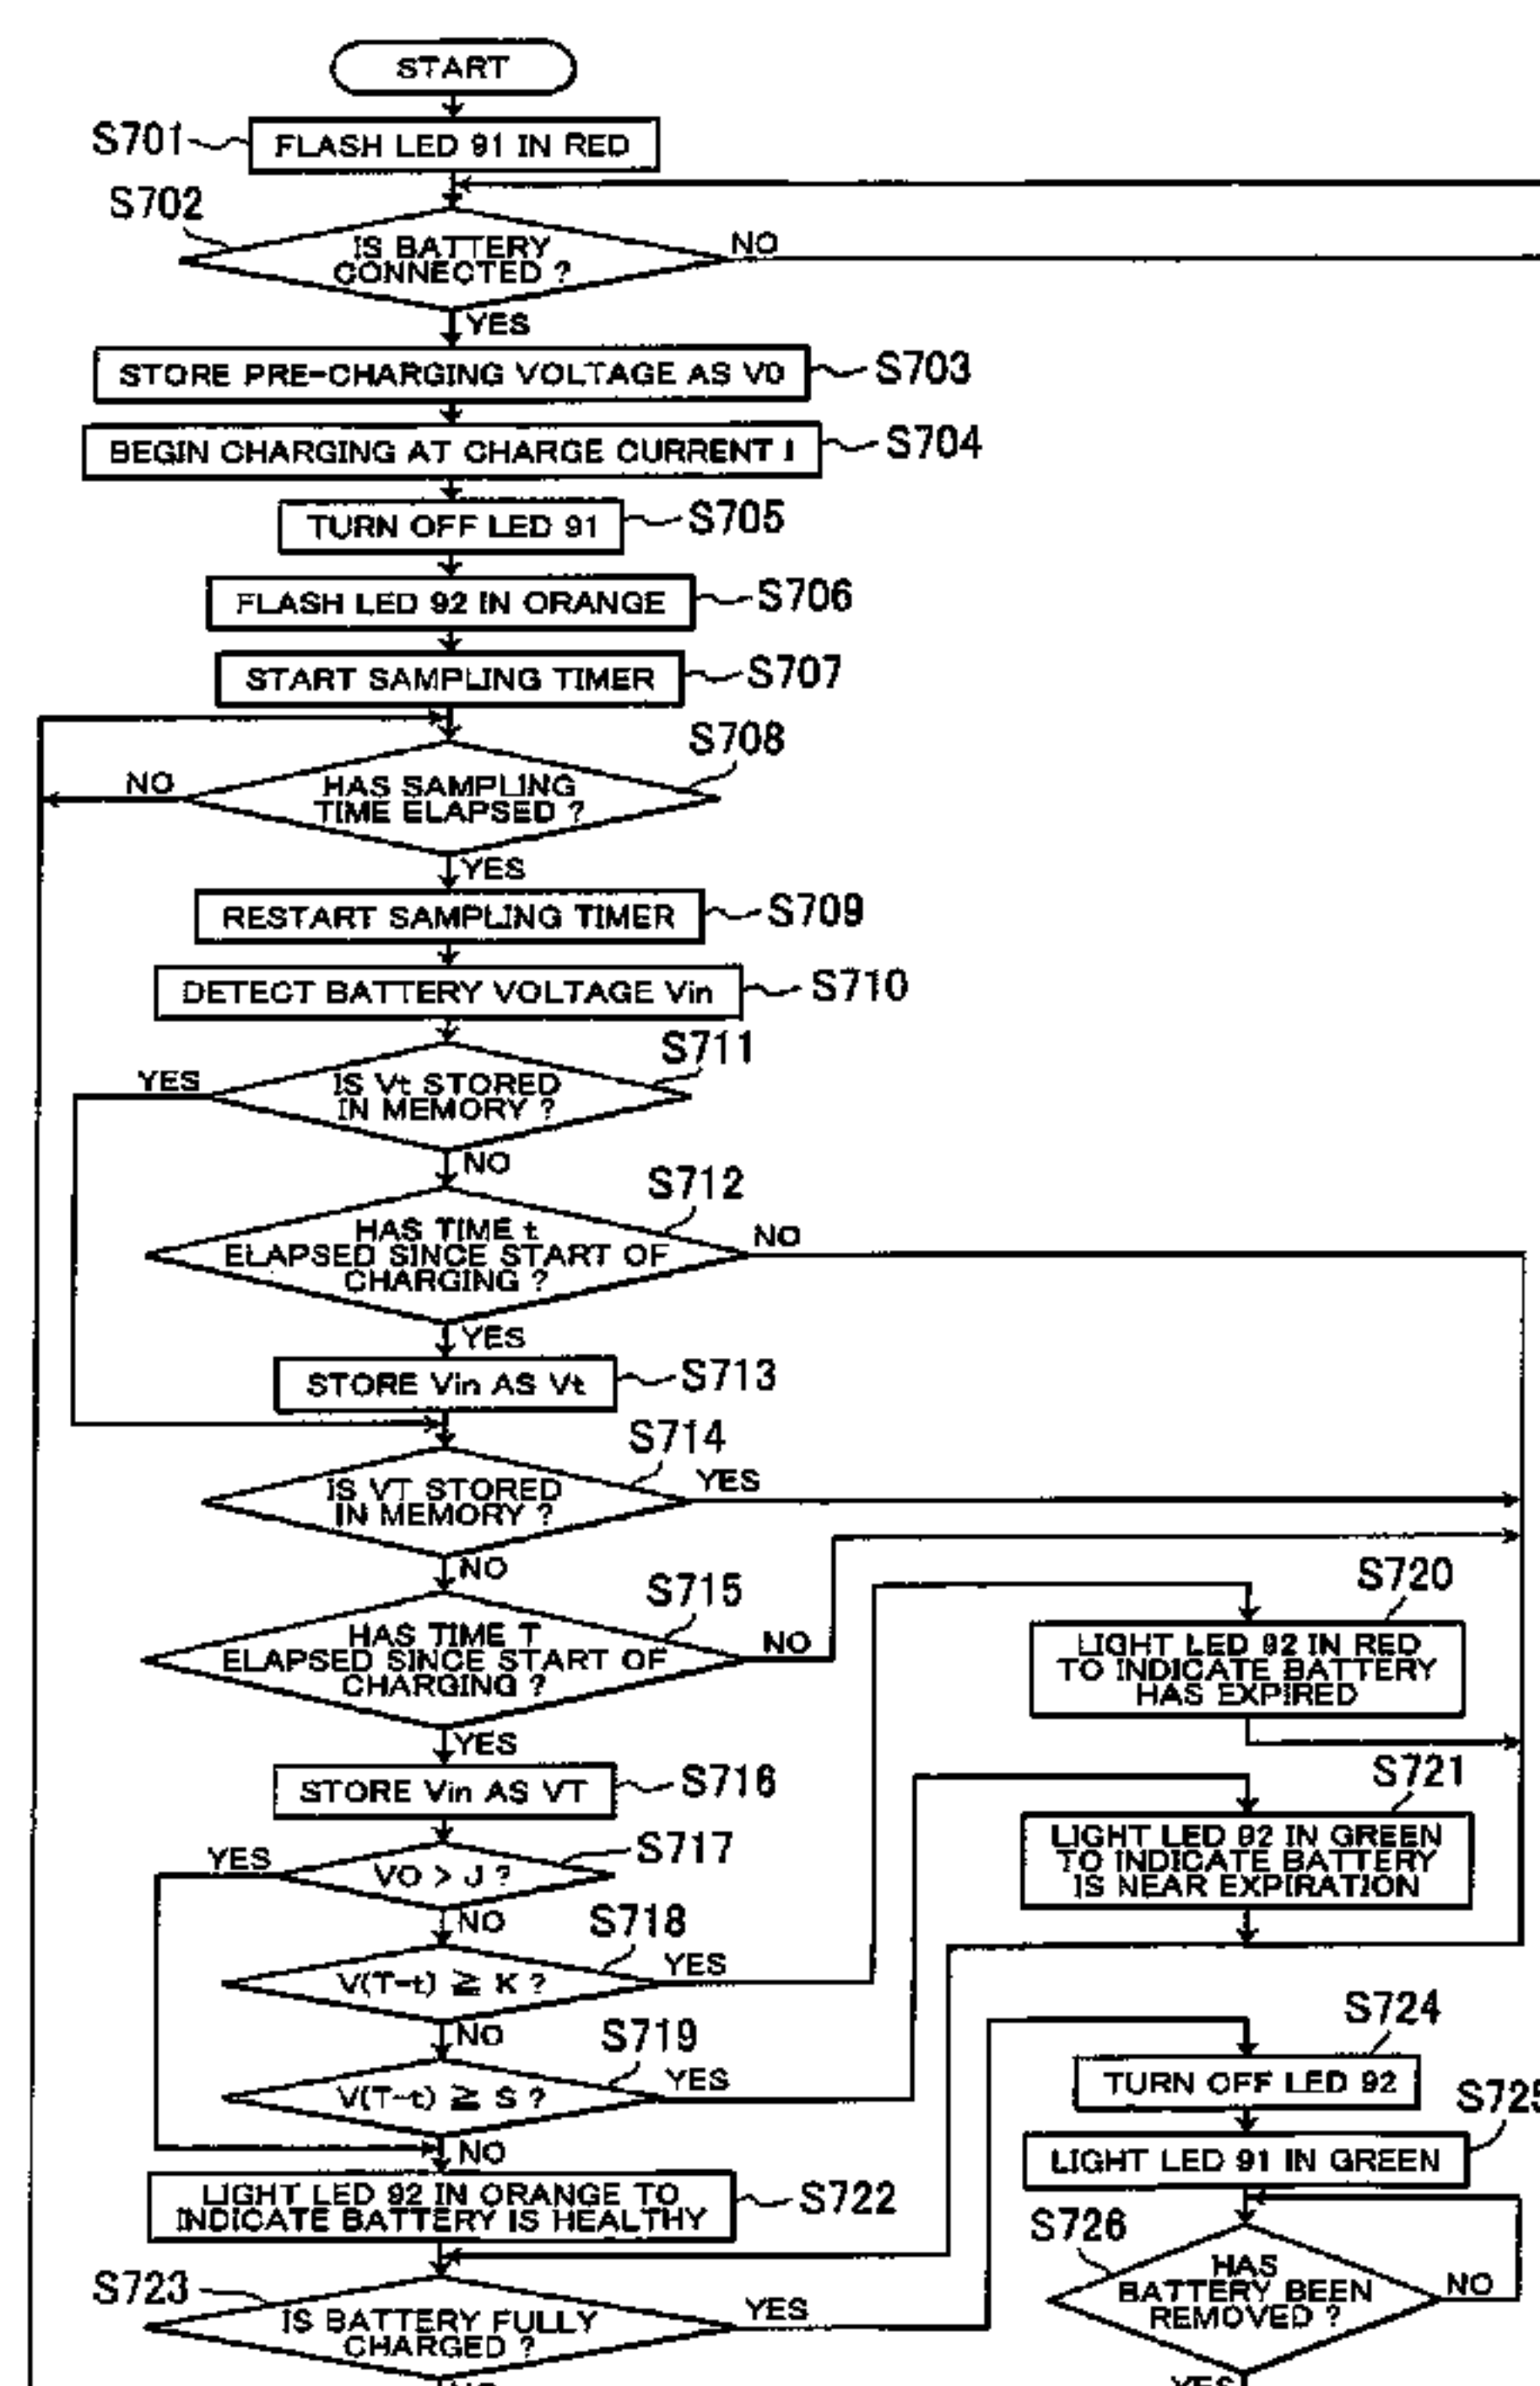 START
S701
FLASH LED 91 IN RED
S702
IS BATTERY
CONNECTED ?
NO
YES
STORE PRE-CHARGING VOLTAGE AS V0
S703
BEGIN CHARGING AT CHARGE CURRENT I
S704
TURN OFF LED 91
S705
FLASH LED 92 IN ORANGE
S706
START SAMPLING TIMER
S707
S708
NO
HAS SAMPLING
TIME ELAPSED ?
YES
RESTART SAMPLING TIMER
S709
DETECT BATTERY VOLTAGE Vin
S710
S711
YES
IS Vt STORED
IN MEMORY ?
NO
S712
HAS TIME t
ELAPSED SINCE START OF
CHARGING ?
NO
YES
STORE Vin AS Vt
S713
S714
IS VT STORED
IN MEMORY ?
YES
NO
S715
HAS TIME T
ELAPSED SINCE START OF
CHARGING ?
NO
YES
STORE Vin AS VT
S716
S717
YES
VO > J ?
NO
S718
V(T-t) ≧ K ?
YES
NO
S719
V(T-t) ≧ S ?
YES
NO
S720
LIGHT LED 92 IN RED
TO INDICATE BATTERY
HAS EXPIRED
S721
LIGHT LED 92 IN GREEN
TO INDICATE BATTERY
IS NEAR EXPIRATION
LIGHT LED 92 IN ORANGE TO
INDICATE BATTERY IS HEALTHY
S722
S723
IS BATTERY FULLY
CHARGED ?
YES
S724
TURN OFF LED 92
S725
LIGHT LED 91 IN GREEN
S726
HAS
BATTERY BEEN
REMOVED ?
NO
YES
NO